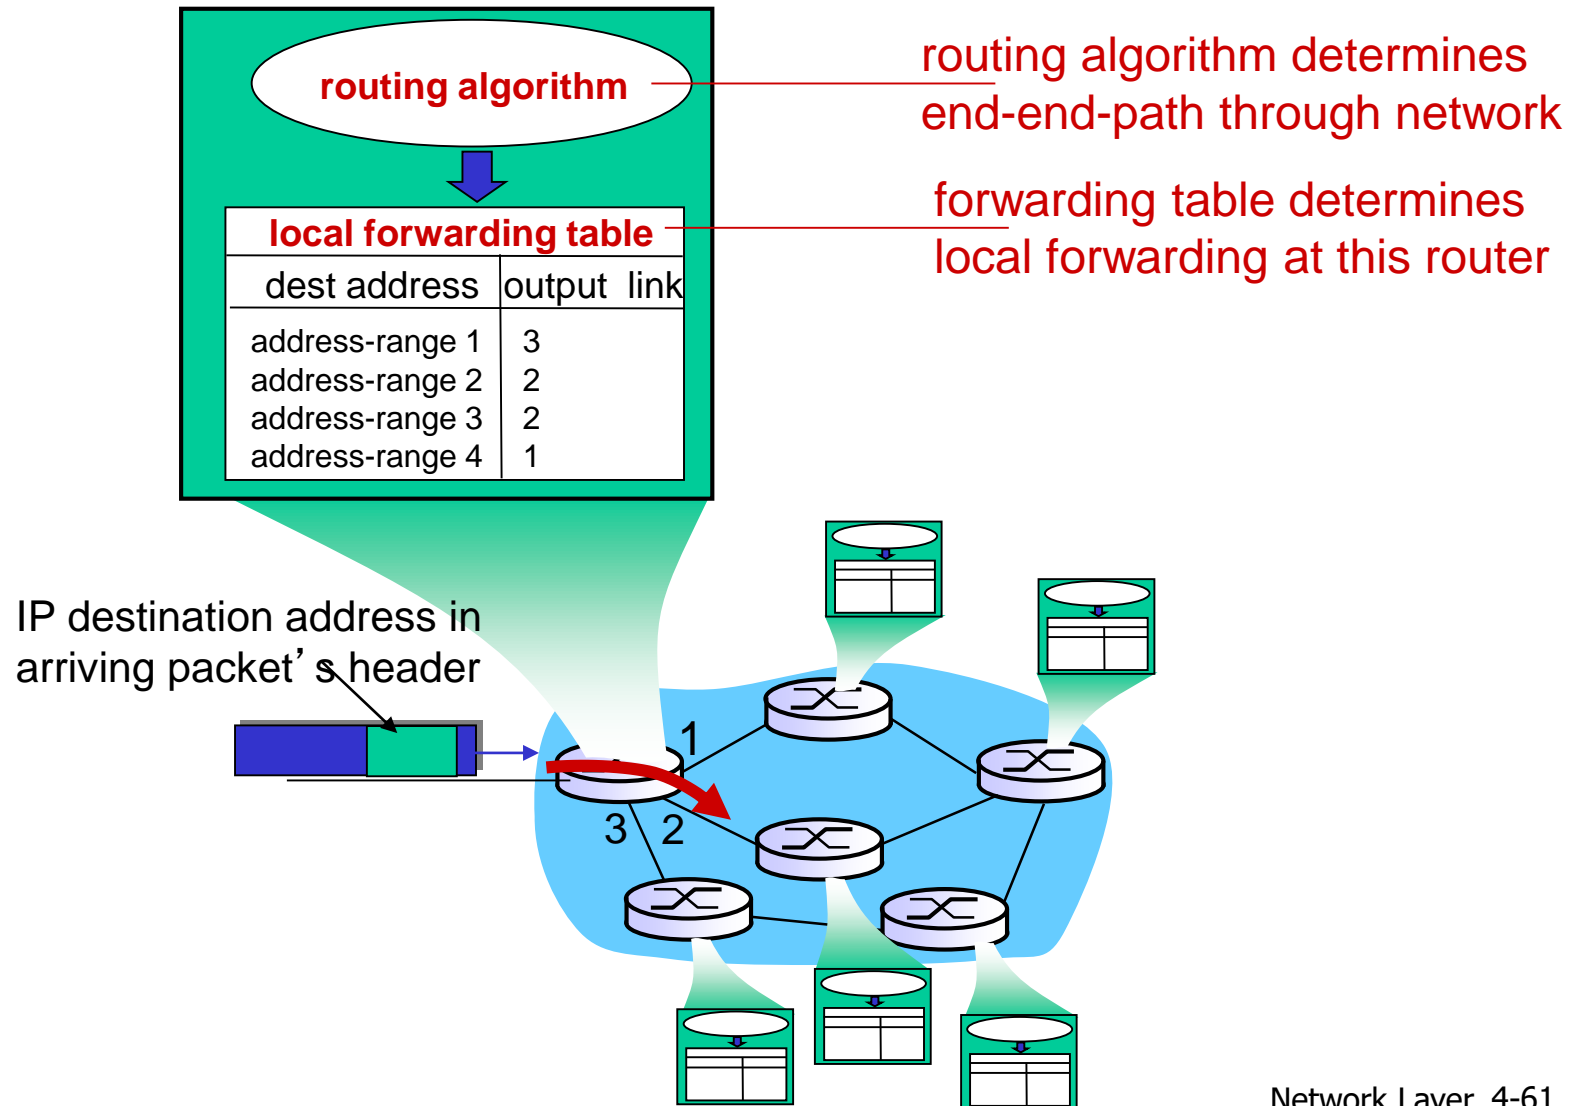 routing algorithm
routing algorithm determines
end-end-path through network
forwarding table determines
local forwarding at this router
local forwarding table
dest address output link
address-range 1 3
address-range 2 2
address-range 3 2
address-range 4 1
IP destination address in
arriving packet's header
1
3 2
Network Layer 4-61